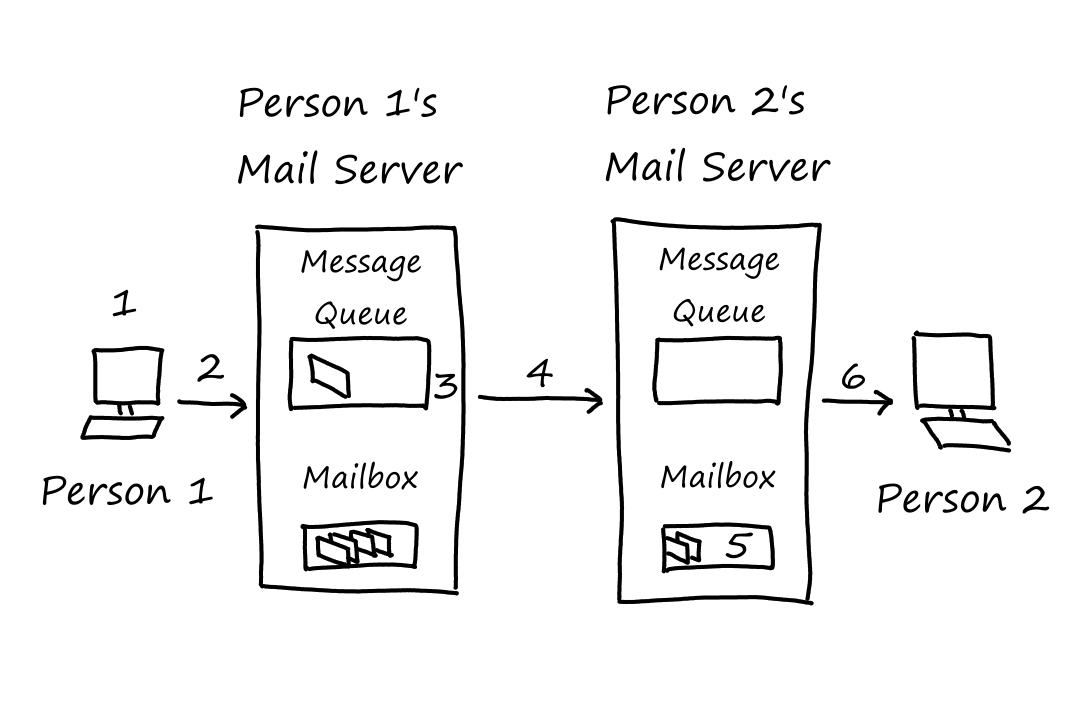 Person 1's
Mail Server
Person 2's
Mail Server
Message
Queue
Message
Queue
1
2
3
4
6
Mailbox
Mailbox
Person 1
Person 2
5